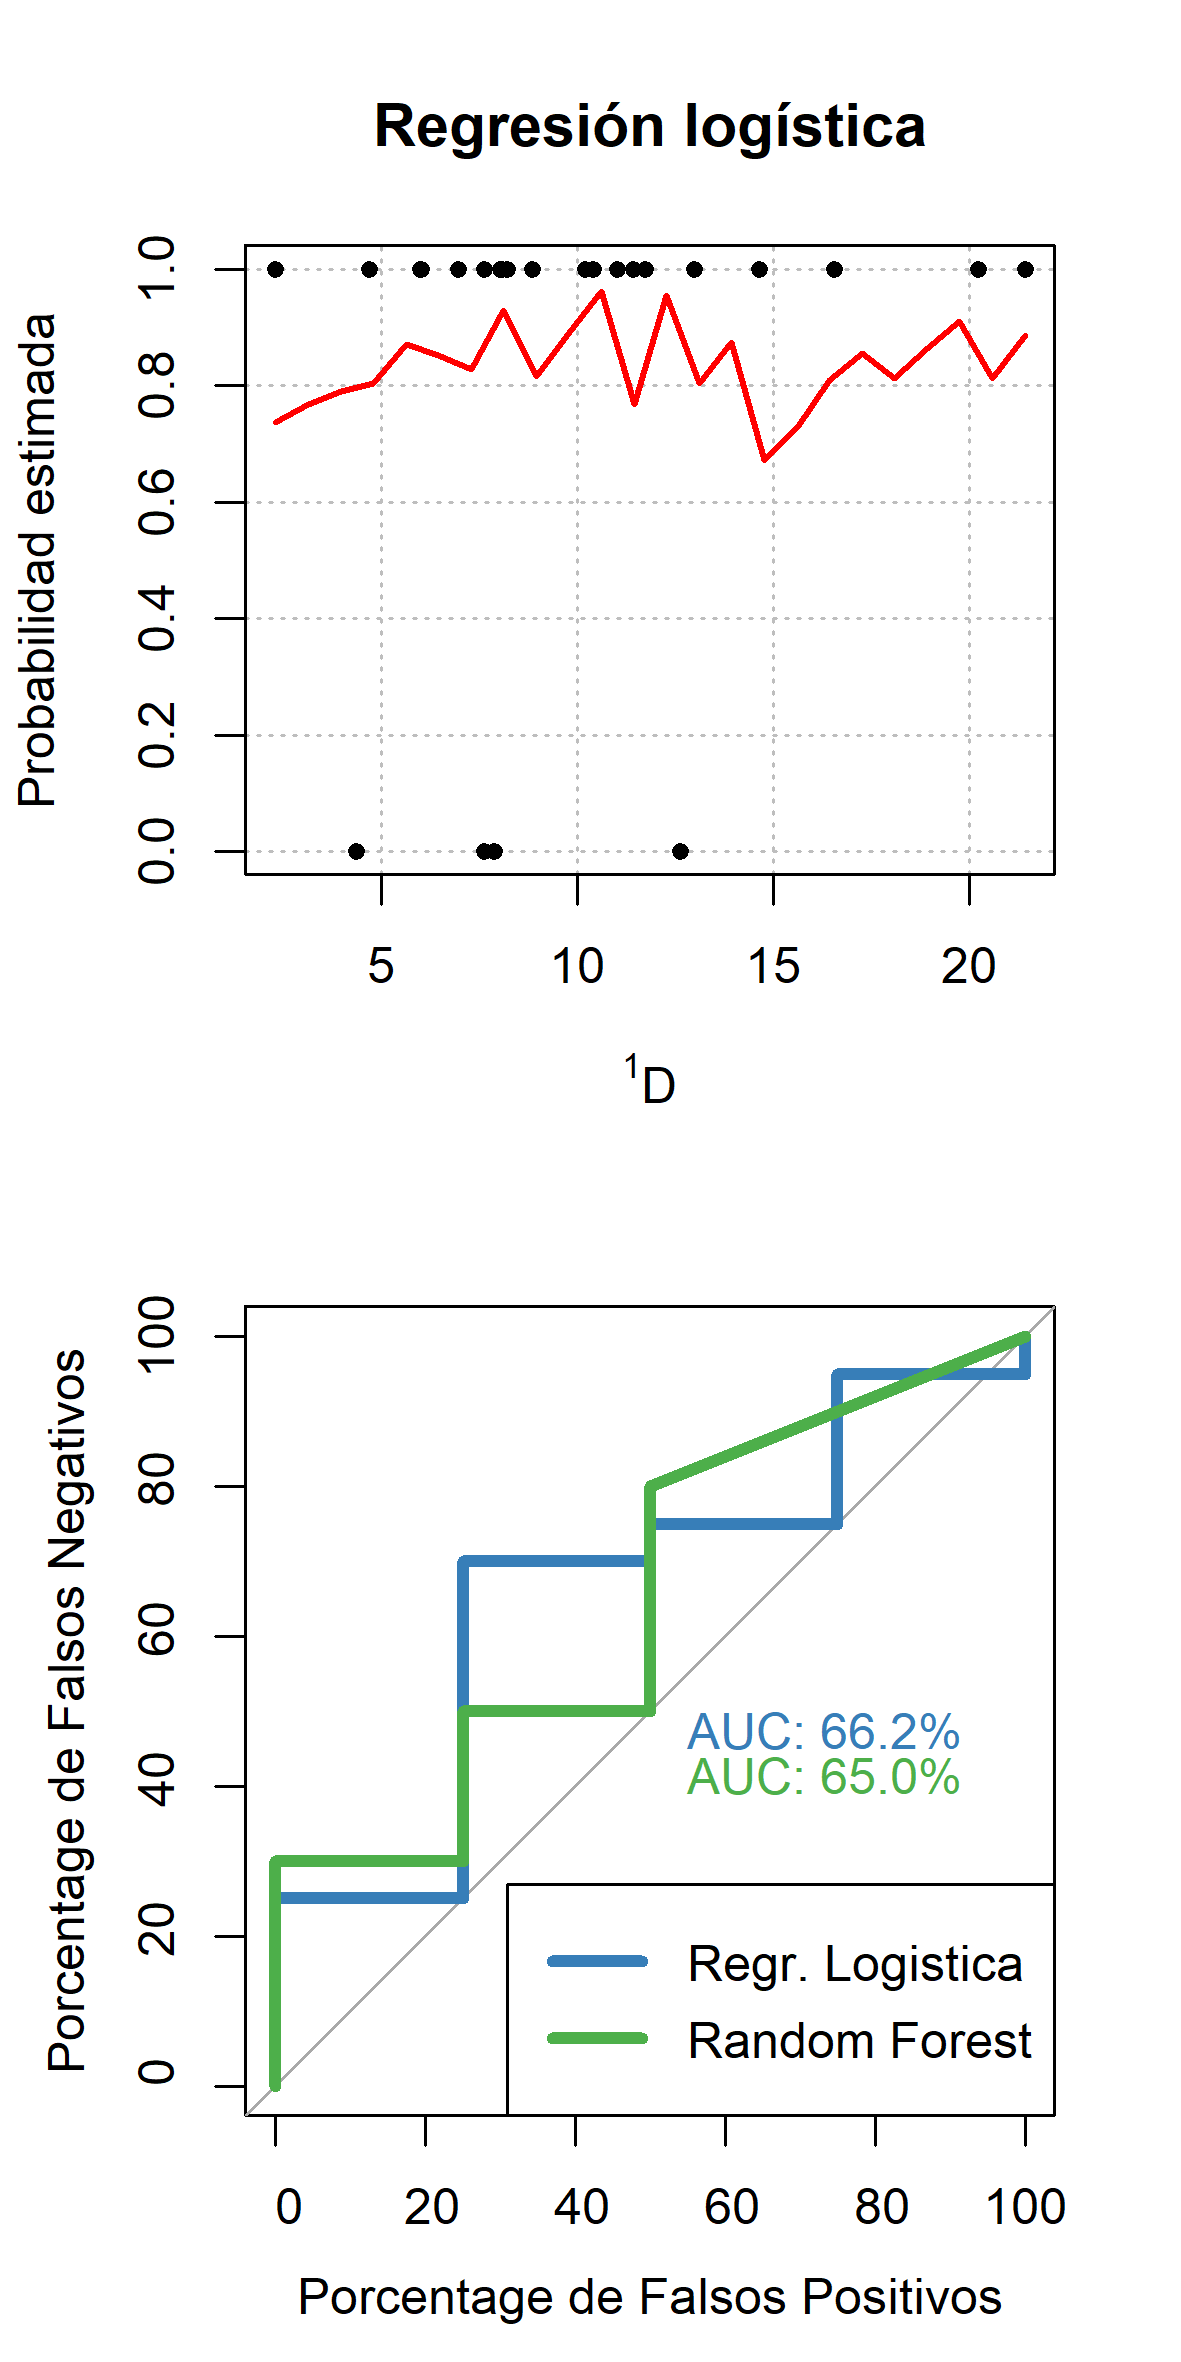 Regresión logística
Probabilidad estimada
0.0 0.2 0.4 0.6 0.8 1.0
5 10 15 20
¹D
Porcentage de Falsos Negativos
0 20 40 60 80 100
AUC: 66.2%
AUC: 65.0%
Regr. Logistica
Random Forest
0 20 40 60 80 100
Porcentage de Falsos Positivos